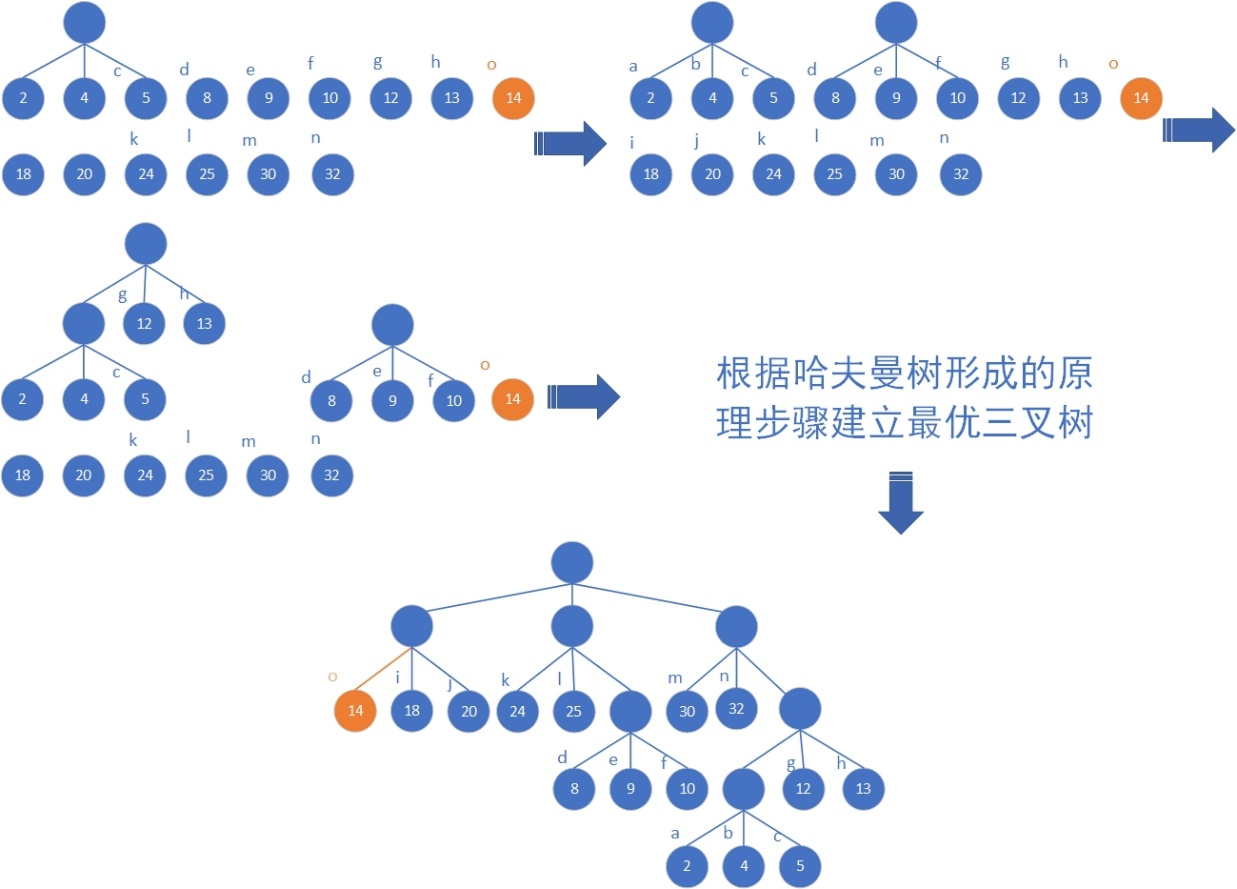 c d e f g h o
2 4 5 8 9 10 12 13 14
k l m n
18 20 24 25 30 32
a b c d e f g h o
2 4 5 8 9 10 12 13 14
i j k l m n
18 20 24 25 30 32
g h
12 13
c d e f o
2 4 5 8 9 10 14
k l m n
18 20 24 25 30 32
根据哈夫曼树形成的原
理步骤建立最优三叉树
o i j k l m n
14 18 20 24 25 30 32
d e f g h
8 9 10 12 13
a b c
2 4 5